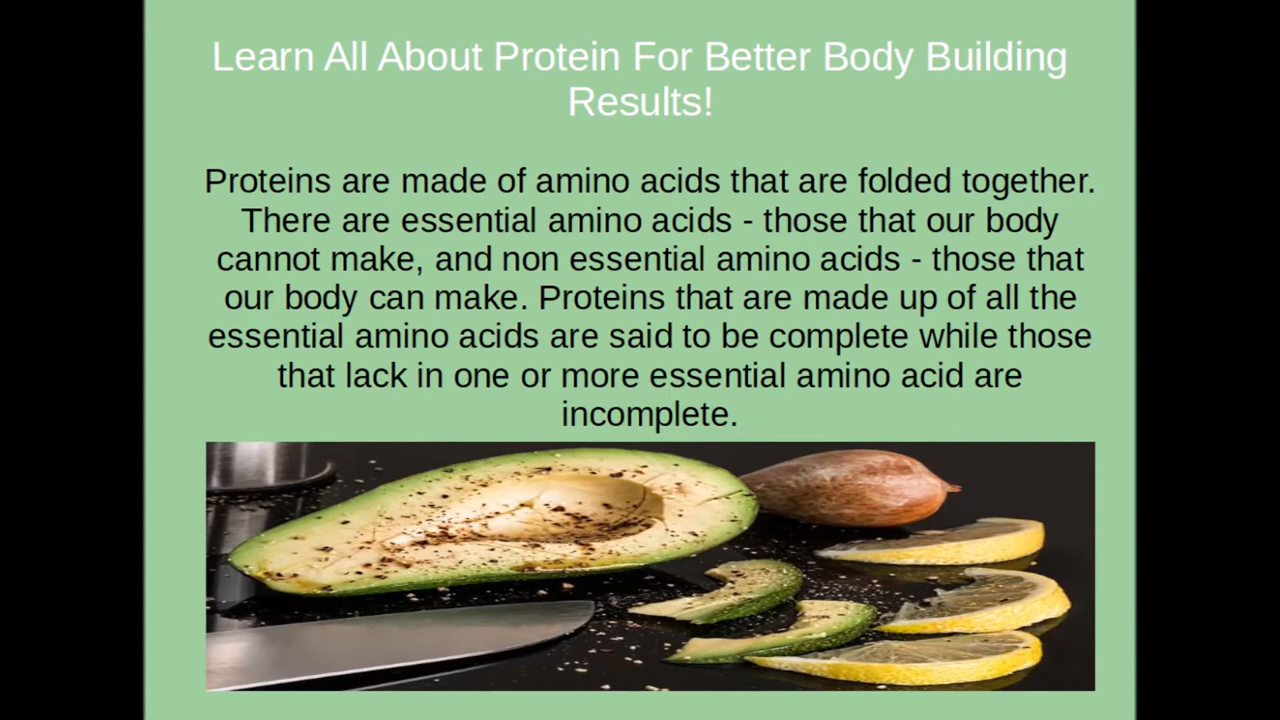 Learn All About Protein For Better Body Building
Results!
Proteins are made of amino acids that are folded together.
There are essential amino acids - those that our body
cannot make, and non essential amino acids - those that
our body can make. Proteins that are made up of all the
essential amino acids are said to be complete while those
that lack in one or more essential amino acid are
incomplete.